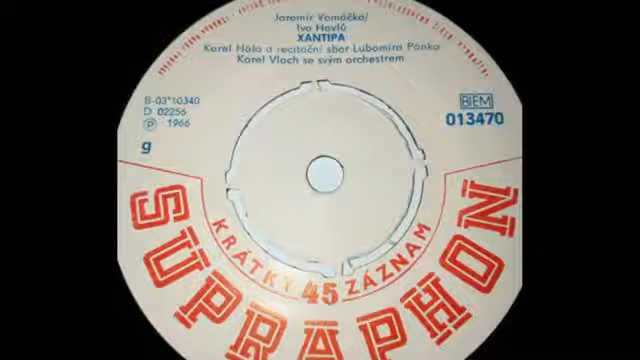 Jaromír Vomáčka/
Ivo Havlů
XANTIPA
Karel Hála a recitační sbor Lubomíra Pánka
Karel Vlach se svým orchestrem
B-03*10340
D 02256
Ⓟ 1966
g
BIEM
013470
KRÁTKÝ 45 ZÁZNAM
SUPRAPHON